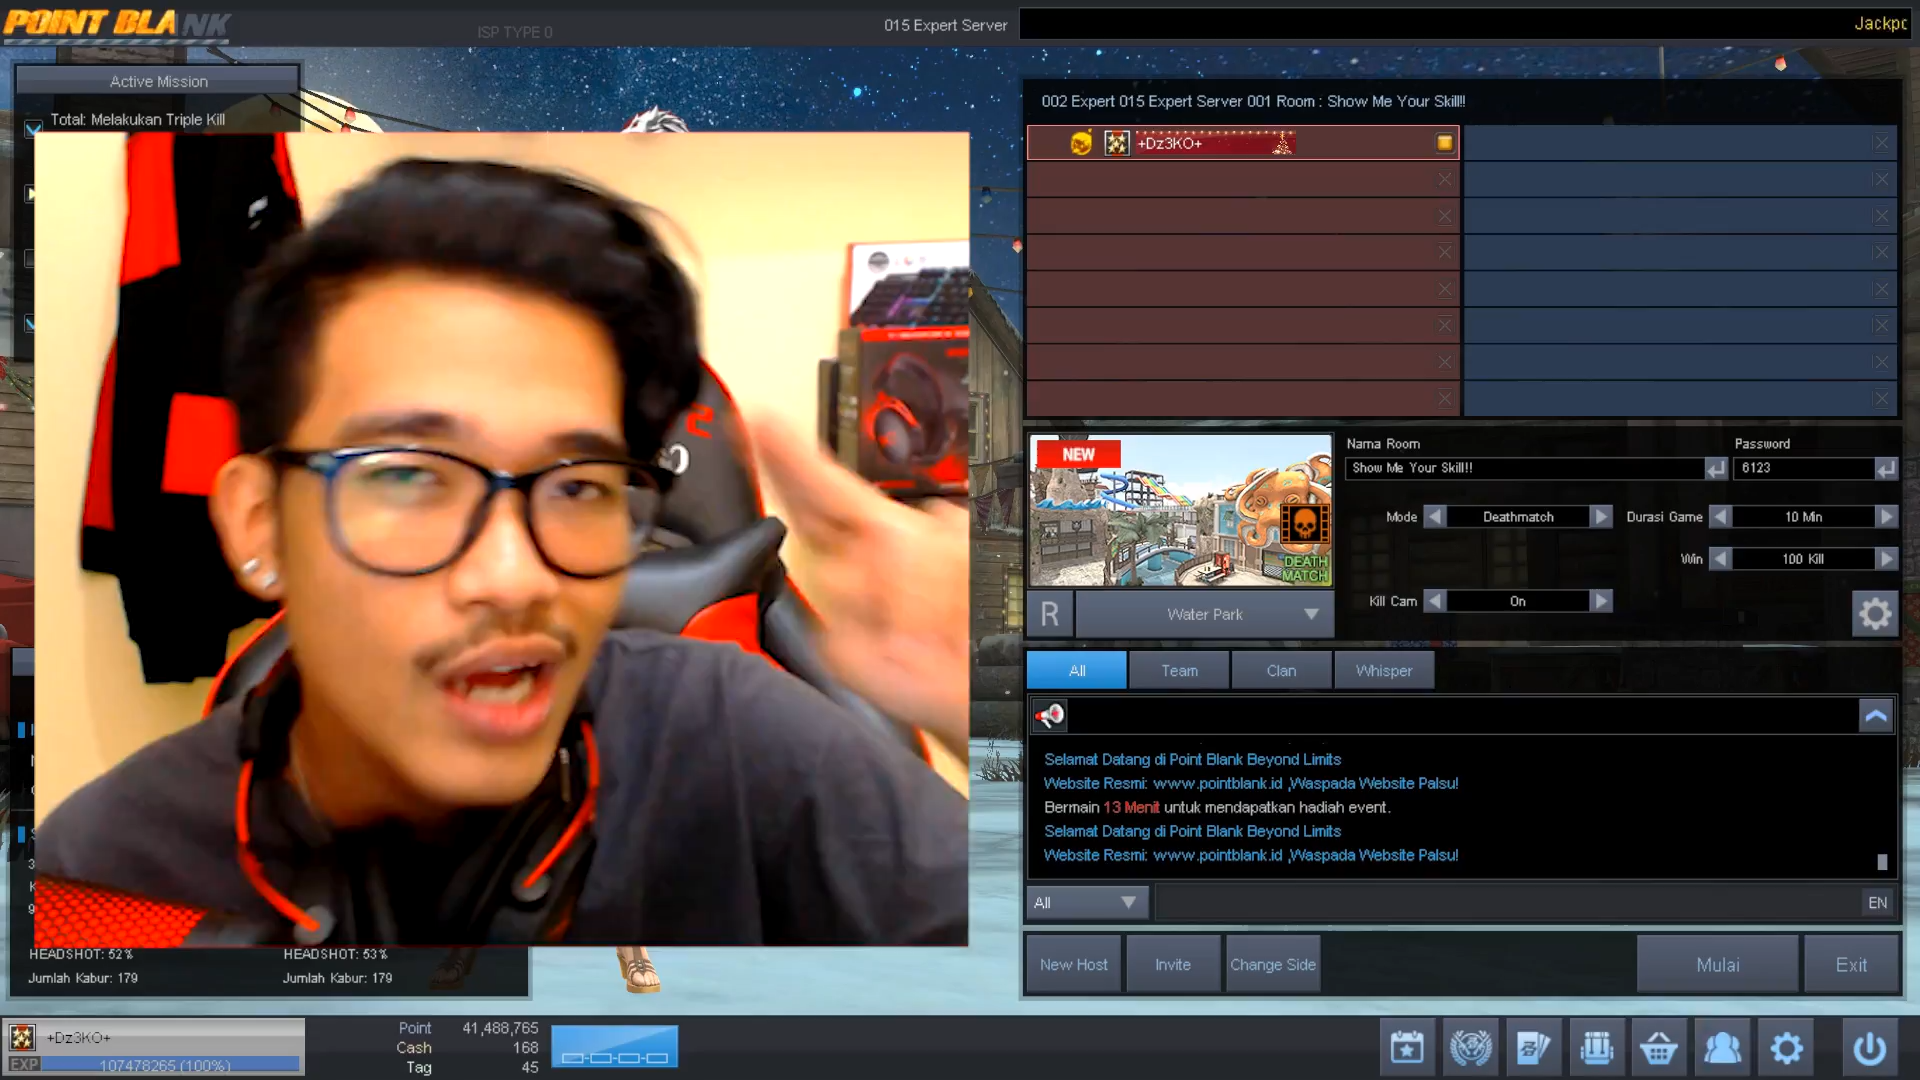 POINT BLANK
ISP TYPE 0
015 Expert Server
Jackpo
Active Mission
Total: Melakukan Triple Kill
002 Expert 015 Expert Server 001 Room : Show Me Your Skill!!
+Dz3KO+
NEW
DEATH
MATCH
Nama Room
Password
Show Me Your Skill!!
6123
Mode
Deathmatch
Durasi Game
10 Min
Win
100 Kill
Kill Cam
On
R
Water Park
All
Team
Clan
Whisper
Selamat Datang di Point Blank Beyond Limits
Website Resmi: www.pointblank.id ,Waspada Website Palsu!
Bermain 13 Menit untuk mendapatkan hadiah event.
Selamat Datang di Point Blank Beyond Limits
Website Resmi: www.pointblank.id ,Waspada Website Palsu!
All
EN
HEADSHOT: 52%
HEADSHOT: 53%
Jumlah Kabur: 179
Jumlah Kabur: 179
New Host
Invite
Change Side
Mulai
Exit
+Dz3KO+
EXP
107478265 (100%)
Point
41,488,765
Cash
168
Tag
45